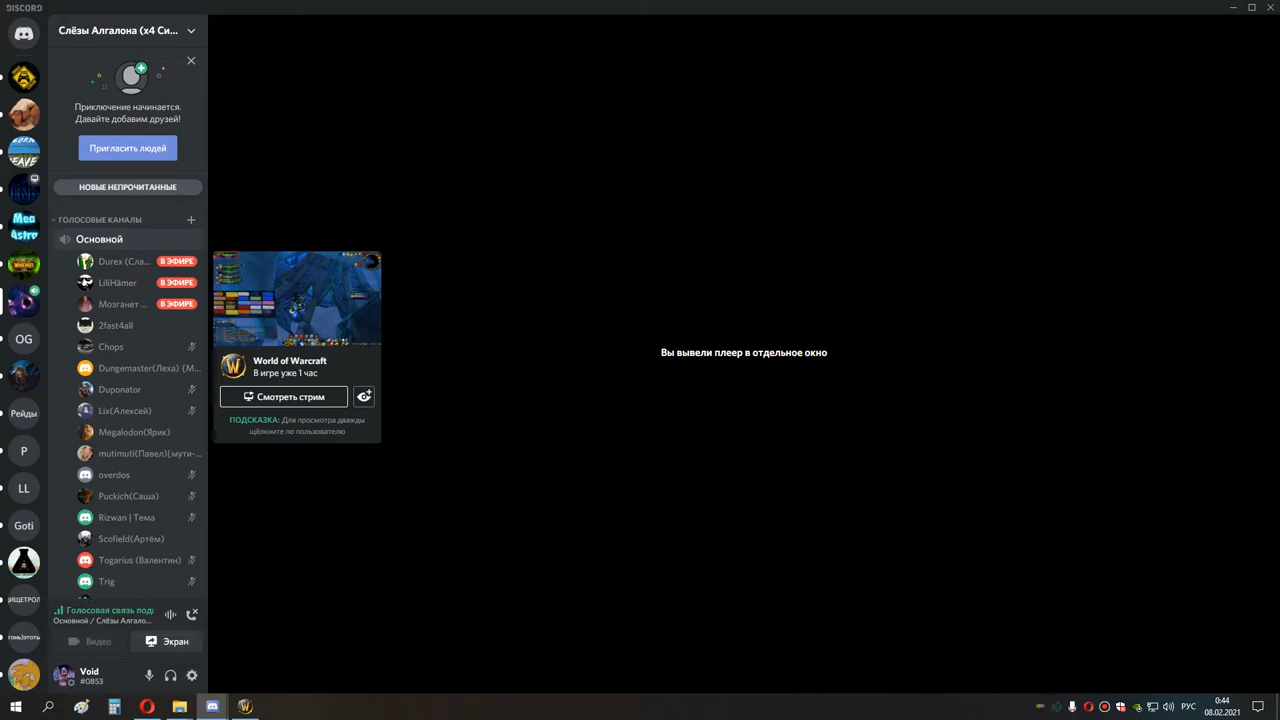 DISCORD
Слёзы Алгалона (x4 Си...
Приключение начинается.
Давайте добавим друзей!
Пригласить людей
НОВЫЕ НЕПРОЧИТАННЫЕ
ГОЛОСОВЫЕ КАНАЛЫ
Основной
Durex (Сла... В ЭФИРЕ
LiliHämer В ЭФИРЕ
Мозганет ... В ЭФИРЕ
2fast4all
Chops
Dungemaster(Леха) {М...
Duponator
Lix(Алексей)
Megalodon(Ярик)
mutimuti(Павел)[мути-...
overdos
Puckich(Саша)
Rizwan | Тема
Scofield(Артём)
Togarius (Валентин)
Trig
Mea
Astro
OG
Рейды
P
LL
Goti
World of Warcraft
В игре уже 1 час
Смотреть стрим
ПОДСКАЗКА: Для просмотра дважды
щёлкните по пользователю
Вы вывели плеер в отдельное окно
Голосовая связь под
Основной / Слёзы Алгало...
Видео
Экран
Void
#0853
РУС
0:44
08.02.2021